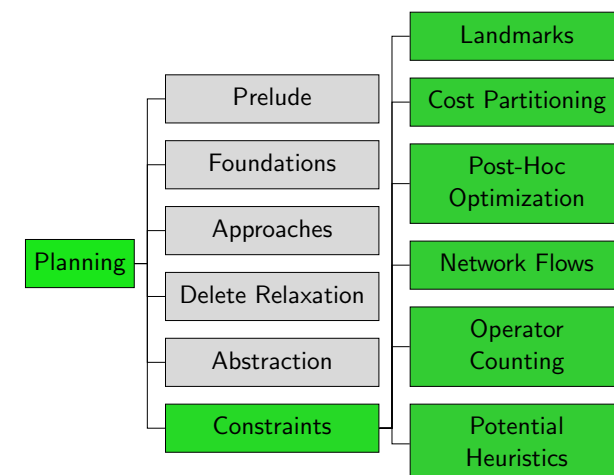 Planning
Prelude
Foundations
Approaches
Delete Relaxation
Abstraction
Constraints
Landmarks
Cost Partitioning
Post-Hoc
Optimization
Network Flows
Operator
Counting
Potential
Heuristics